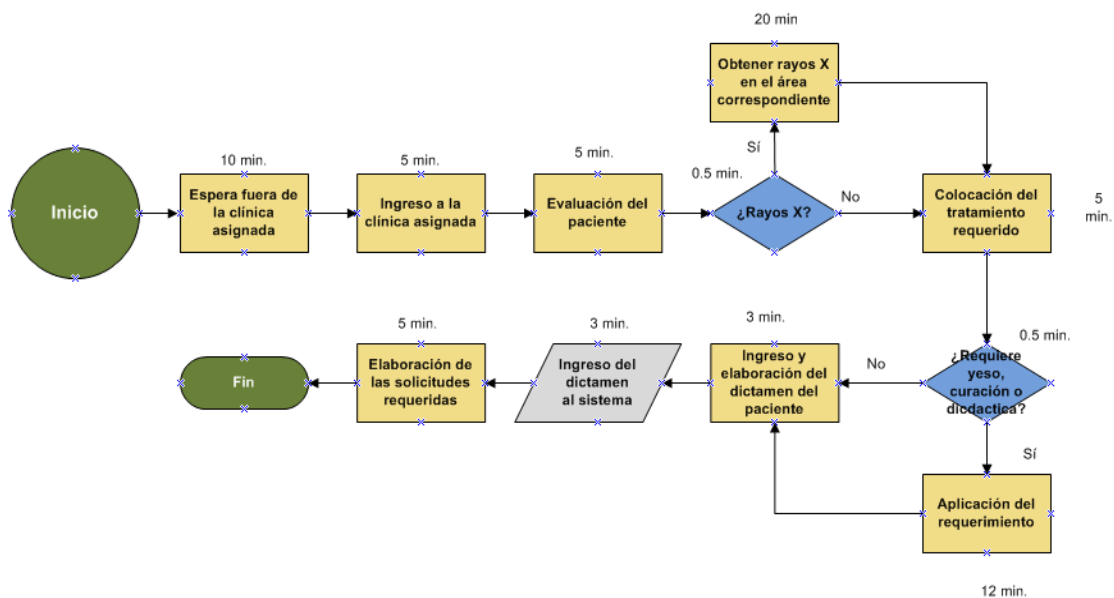 20 min
Obtener rayos X
en el área
correspondiente
Sí
Inicio
10 min.
Espera fuera de
la clínica
asignada
5 min.
Ingreso a la
clínica asignada
5 min.
Evaluación del
paciente
0.5 min.
¿Rayos X?
No
Colocación del
tratamiento
requerido
5
min.
0.5 min.
¿Requiere
yeso,
curación o
dicdactica?
No
Sí
Aplicación del
requerimiento
12 min.
3 min.
Ingreso y
elaboración del
dictamen del
paciente
3 min.
Ingreso del
dictamen
al sistema
5 min.
Elaboración de
las solicitudes
requeridas
Fin